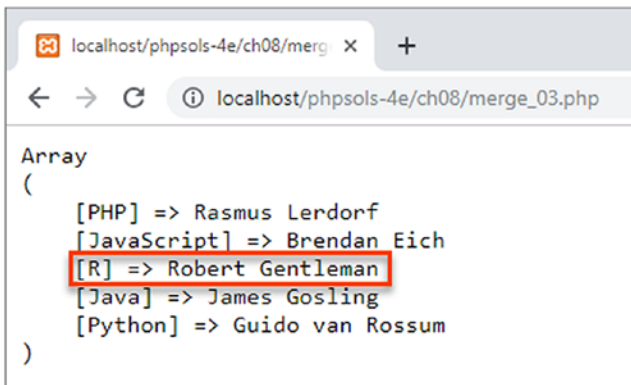 localhost/phpsols-4e/ch08/merg
localhost/phpsols-4e/ch08/merge_03.php
Array
(
[PHP] => Rasmus Lerdorf
[JavaScript] => Brendan Eich
[R] => Robert Gentleman
[Java] => James Gosling
[Python] => Guido van Rossum
)